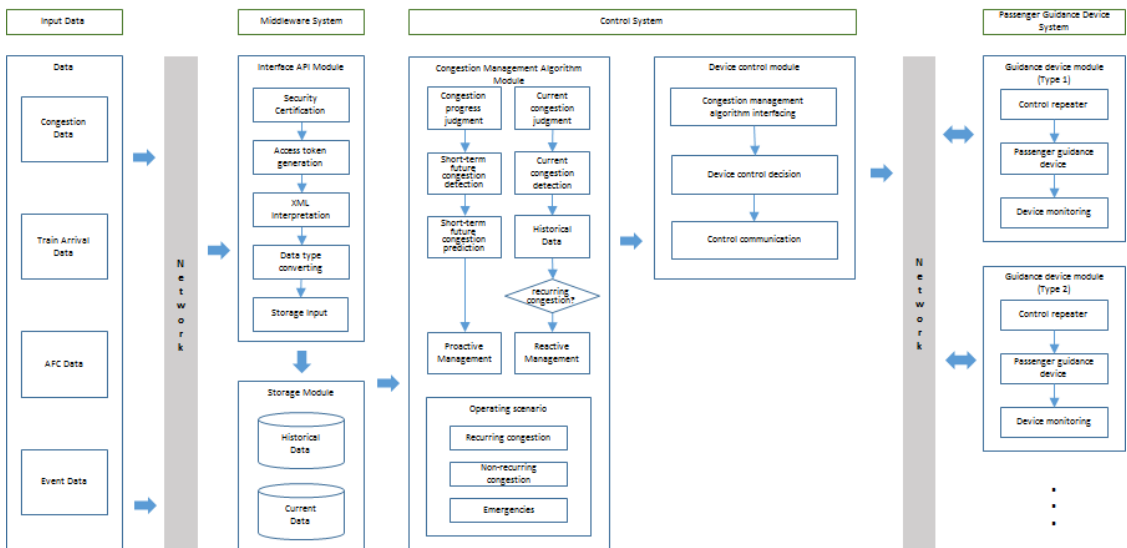 Input Data
Middleware System
Control System
Passenger Guidance Device
System
Data
Congestion
Data
Train Arrival
Data
AFC Data
Event Data
N
e
t
w
o
r
k
Interface API Module
Security
Certification
Access token
generation
XML
Interpretation
Data type
converting
Storage Input
Storage Module
Historical
Data
Current
Data
Congestion Management Algorithm
Module
Congestion
progress
judgment
Short-term
future
congestion
detection
Short-term
future
congestion
prediction
Proactive
Management
Current
congestion
judgment
Current
congestion
detection
Historical
Data
recurring
congestion?
Reactive
Management
Operating scenario
Recurring congestion
Non-recurring
congestion
Emergencies
Device control module
Congestion management
algorithm interfacing
Device control decision
Control communication
N
e
t
w
o
r
k
Guidance device module
(Type 1)
Control repeater
Passenger guidance
device
Device monitoring
Guidance device module
(Type 2)
Control repeater
Passenger guidance
device
Device monitoring